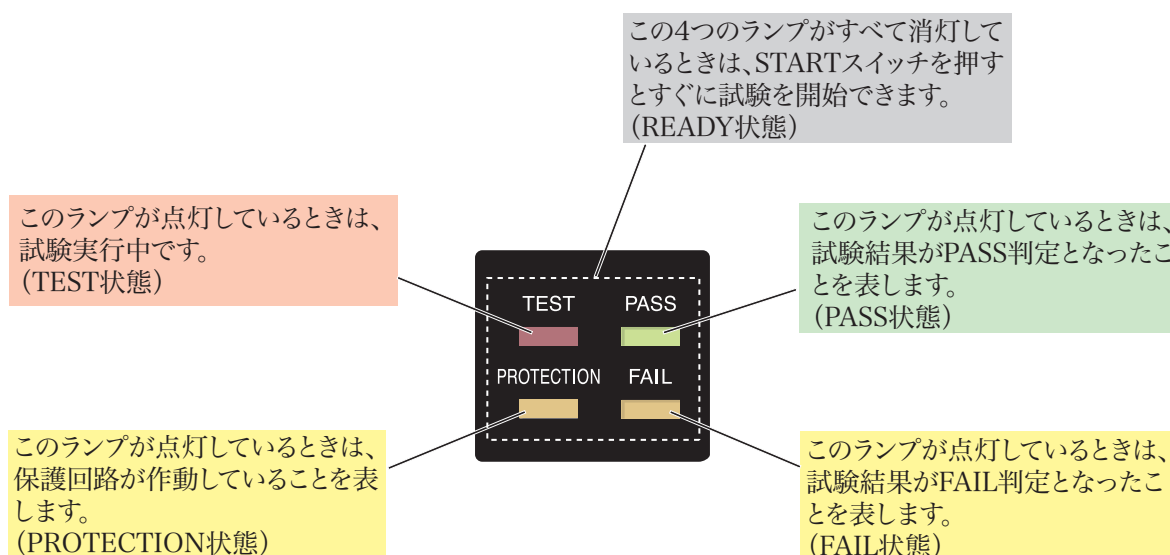 この4つのランプがすべて消灯して
いるときは、STARTスイッチを押す
とすぐに試験を開始できます。
(READY状態)
このランプが点灯しているときは、
試験実行中です。
(TEST状態)
このランプが点灯しているときは、
試験結果がPASS判定となったこ
とを表します。
(PASS状態)
TEST PASS
PROTECTION FAIL
このランプが点灯しているときは、
保護回路が作動していることを表
します。
(PROTECTION状態)
このランプが点灯しているときは、
試験結果がFAIL判定となったこ
とを表します。
(FAIL状態)